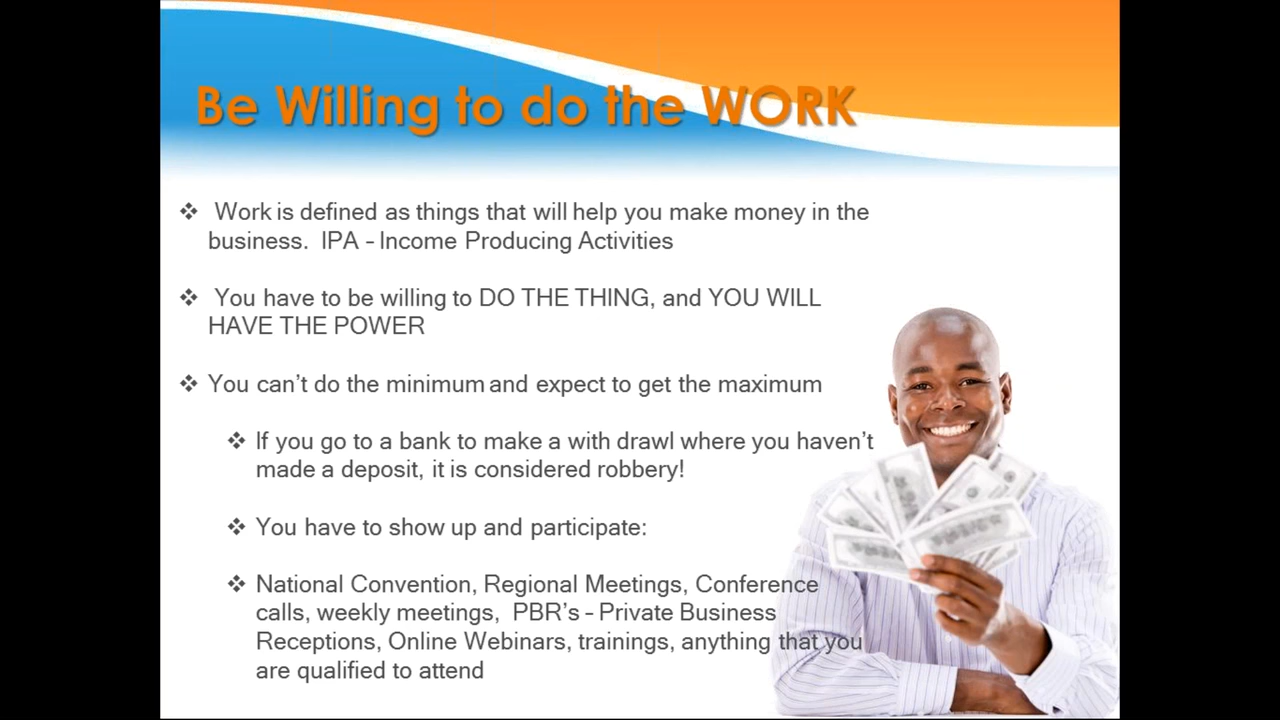 Be Willing to do the WORK
❖ Work is defined as things that will help you make money in the
business. IPA – Income Producing Activities
❖ You have to be willing to DO THE THING, and YOU WILL
HAVE THE POWER
❖ You can't do the minimum and expect to get the maximum
❖ If you go to a bank to make a with drawl where you haven't
made a deposit, it is considered robbery!
❖ You have to show up and participate:
❖ National Convention, Regional Meetings, Conference
calls, weekly meetings, PBR's – Private Business
Receptions, Online Webinars, trainings, anything that you
are qualified to attend